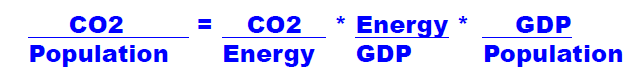 CO2 = CO2 * Energy * GDP
Population Energy GDP Population